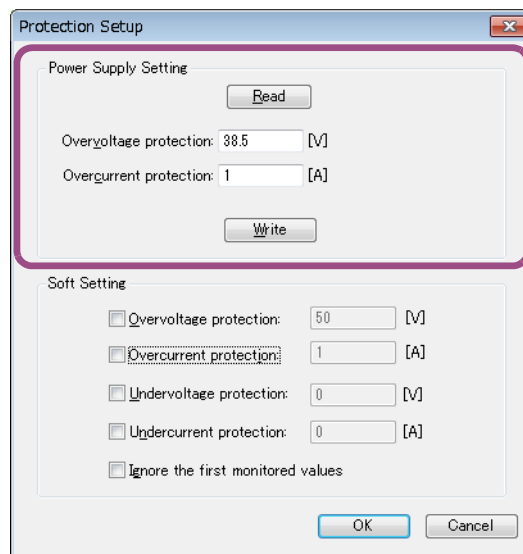 Protection Setup
Power Supply Setting
Read
Overvoltage protection: 38.5 [V]
Overcurrent protection: 1 [A]
Write
Soft Setting
Overvoltage protection: 50 [V]
Overcurrent protection: 1 [A]
Undervoltage protection: 0 [V]
Undercurrent protection: 0 [A]
Ignore the first monitored values
OK Cancel